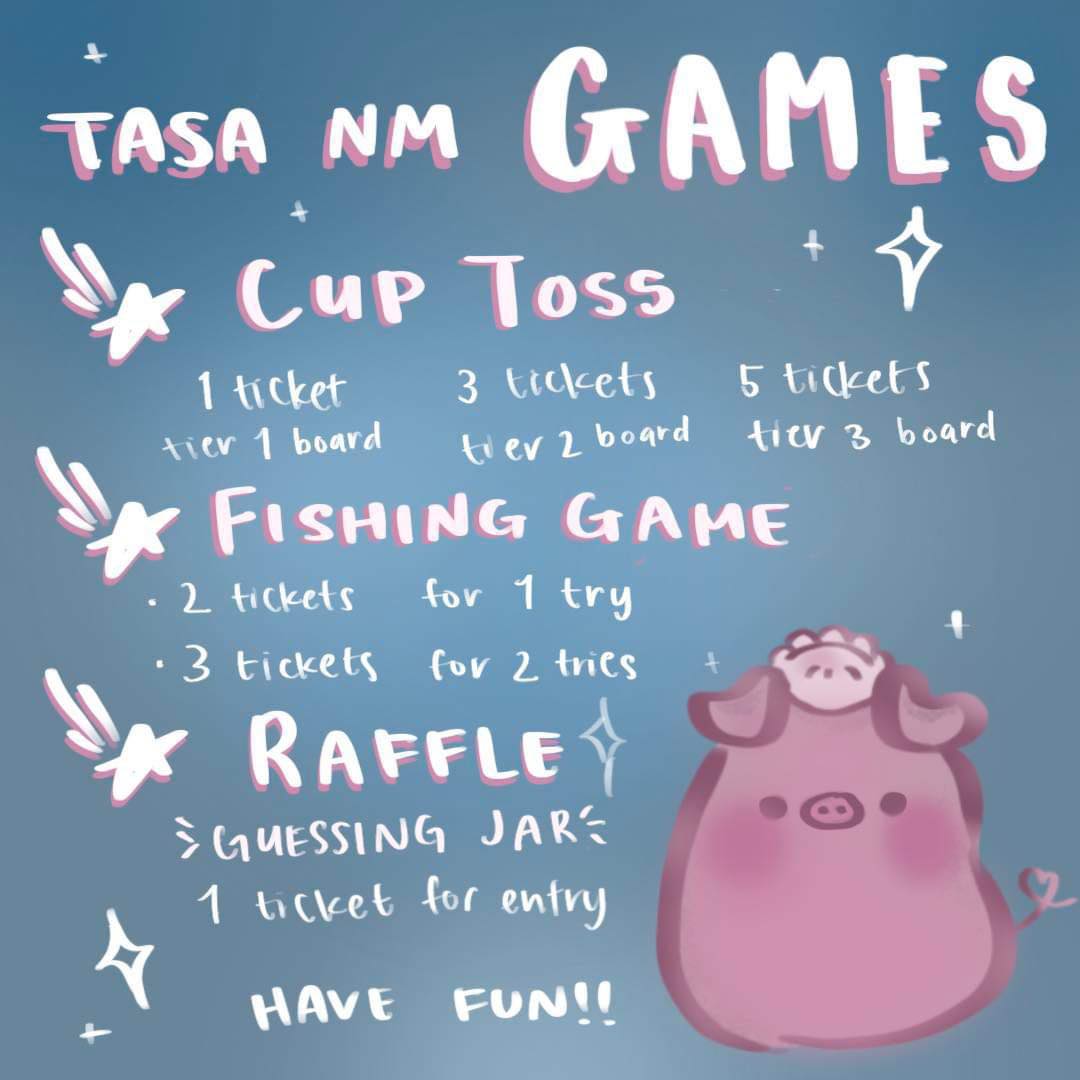 TASA NM GAMES
Cup Toss
1 ticket 3 tickets 5 tickets
tier 1 board tier 2 board tier 3 board
FISHING GAME
· 2 tickets for 1 try
· 3 tickets for 2 tries
RAFFLE
GUESSING JAR
1 ticket for entry
HAVE FUN!!